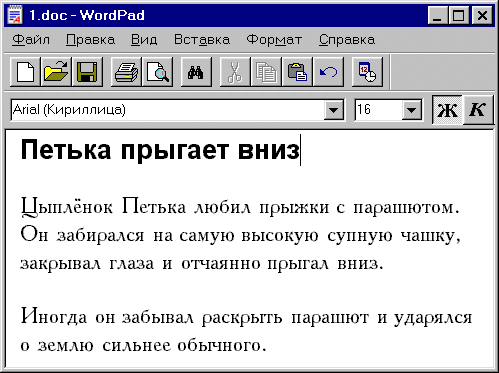 1.doc - WordPad
Файл Правка Вид Вставка Формат Справка
Arial (Кириллица) 16 Ж К
Петька прыгает вниз
Цыплёнок Петька любил прыжки с парашютом.
Он забирался на самую высокую супную чашку,
закрывал глаза и отчаянно прыгал вниз.
Иногда он забывал раскрыть парашют и ударялся
о землю сильнее обычного.